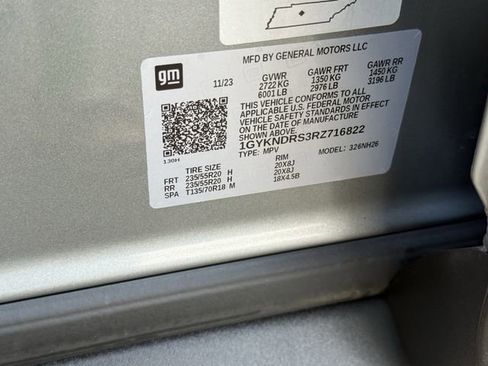 MFD BY GENERAL MOTORS LLC
gm
11/23 GVWR GAWR FRT GAWR RR
2722 KG 1350 KG 1450 KG
6001 LB 2976 LB 3196 LB
THIS VEHICLE CONFORMS TO ALL
APPLICABLE U.S. FEDERAL MOTOR
VEHICLE SAFETY STANDARDS IN EFFECT
ON THE DATE OF MANUFACTURE
SHOWN ABOVE.
1GYKNDRS3RZ716822
TYPE: MPV MODEL: 326NH26
130H
TIRE SIZE RIM
FRT 235/55R20 H 20X8J
RR 235/55R20 H 20X8J
SPA T135/70R18 M 18X4.5B